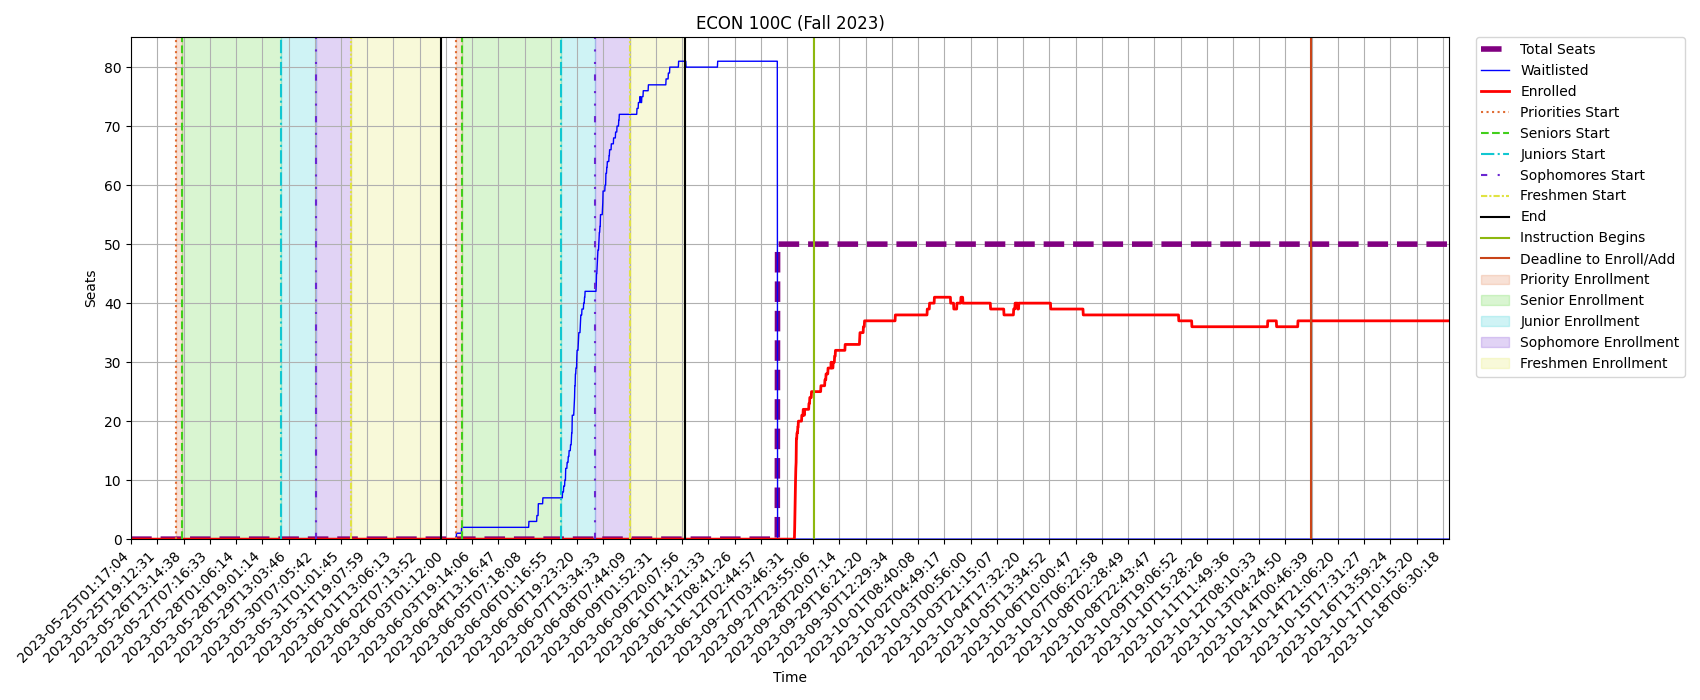 ECON 100C (Fall 2023)
Seats
80
70
60
50
40
30
20
10
0
2023-05-25T01:17:04
2023-05-25T19:12:31
2023-05-26T13:14:38
2023-05-27T07:16:33
2023-05-28T01:06:14
2023-05-28T19:01:14
2023-05-29T13:03:46
2023-05-30T07:05:42
2023-05-31T01:01:45
2023-05-31T19:07:59
2023-06-01T13:06:13
2023-06-02T07:13:52
2023-06-03T01:12:00
2023-06-03T19:14:06
2023-06-04T13:16:47
2023-06-05T07:18:08
2023-06-06T01:16:55
2023-06-06T19:23:20
2023-06-07T13:34:33
2023-06-08T07:44:09
2023-06-09T01:52:31
2023-06-09T20:07:56
2023-06-10T14:21:33
2023-06-11T08:41:26
2023-06-12T02:44:57
2023-09-27T03:46:31
2023-09-27T23:55:06
2023-09-28T20:07:14
2023-09-29T16:21:20
2023-09-30T12:29:34
2023-10-01T08:40:08
2023-10-02T04:49:17
2023-10-03T00:56:00
2023-10-03T21:15:07
2023-10-04T17:32:20
2023-10-05T13:34:52
2023-10-06T10:00:47
2023-10-07T06:22:58
2023-10-08T02:28:49
2023-10-08T22:43:47
2023-10-09T19:06:52
2023-10-10T15:28:26
2023-10-11T11:49:36
2023-10-12T08:10:33
2023-10-13T04:24:50
2023-10-14T00:46:39
2023-10-14T21:06:20
2023-10-15T17:31:27
2023-10-16T13:59:24
2023-10-17T10:15:20
2023-10-18T06:30:18
Time
Total Seats
Waitlisted
Enrolled
Priorities Start
Seniors Start
Juniors Start
Sophomores Start
Freshmen Start
End
Instruction Begins
Deadline to Enroll/Add
Priority Enrollment
Senior Enrollment
Junior Enrollment
Sophomore Enrollment
Freshmen Enrollment